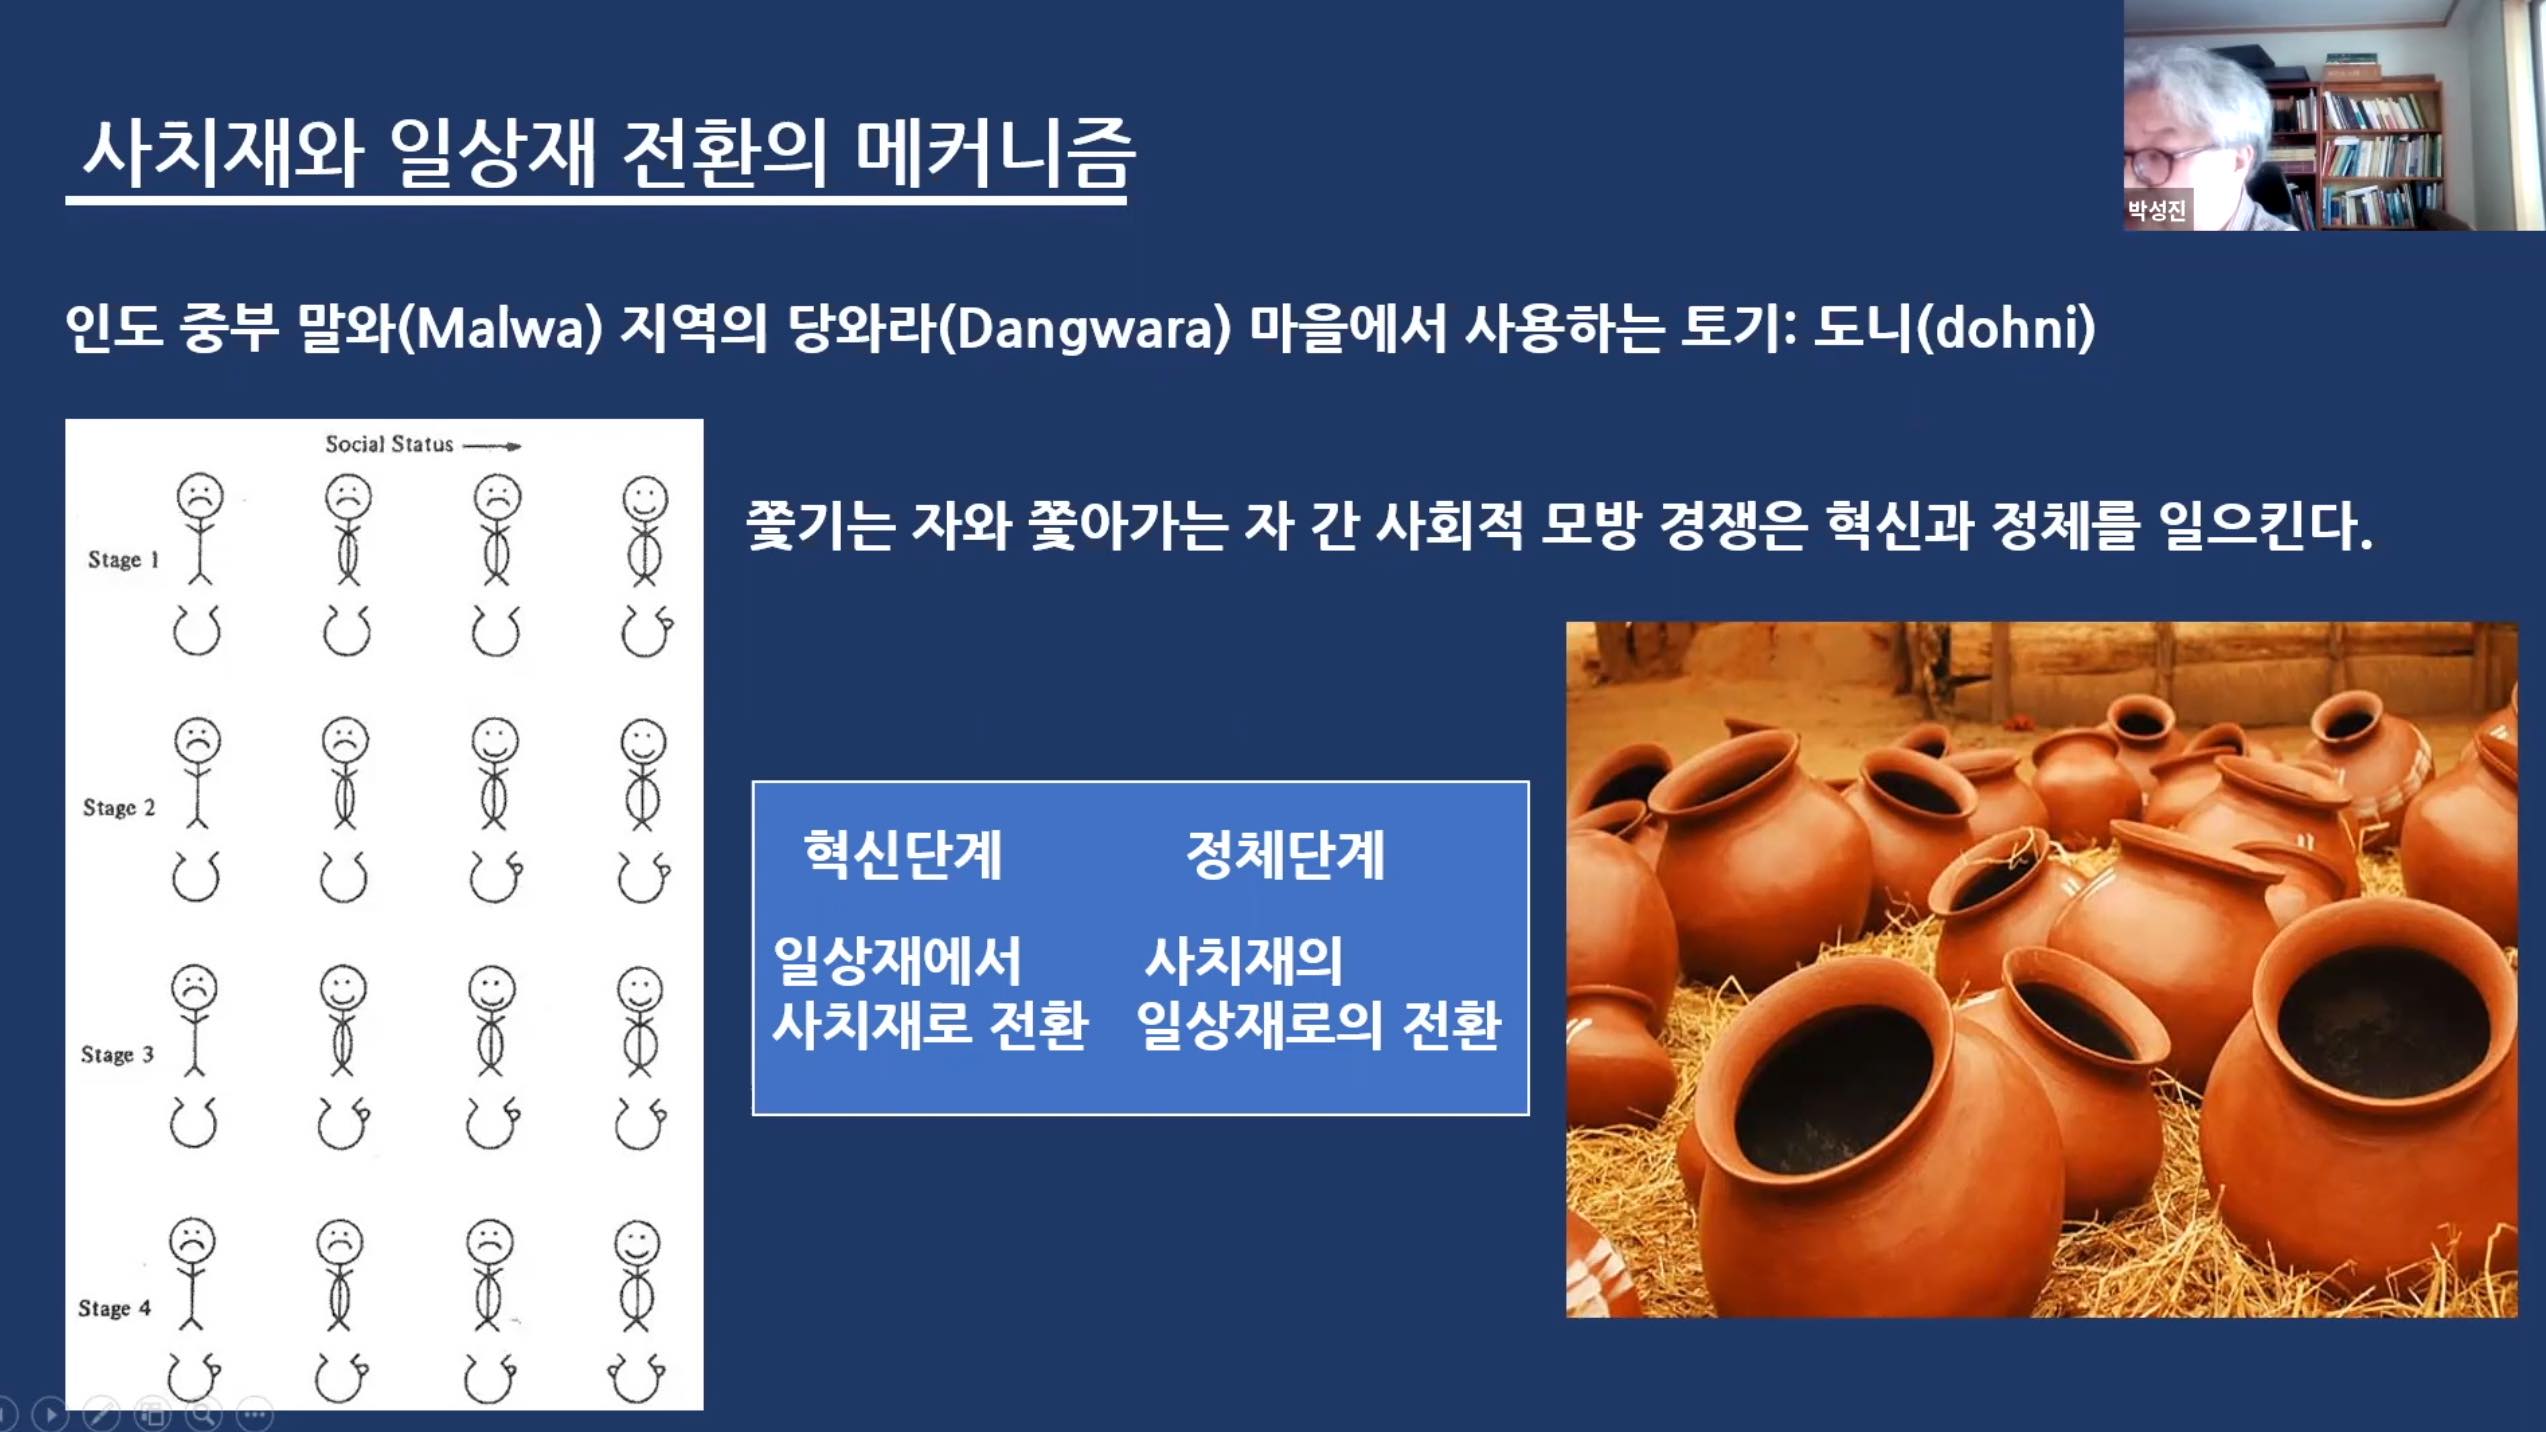 사치재와 일상재 전환의 메커니즘
박성진
인도 중부 말와(Malwa) 지역의 당와라(Dangwara) 마을에서 사용하는 토기: 도니(dohni)
Social Status
Stage 1
Stage 2
Stage 3
Stage 4
쫓기는 자와 쫓아가는 자 간 사회적 모방 경쟁은 혁신과 정체를 일으킨다.
혁신단계
일상재에서
사치재로 전환
정체단계
사치재의
일상재로의 전환